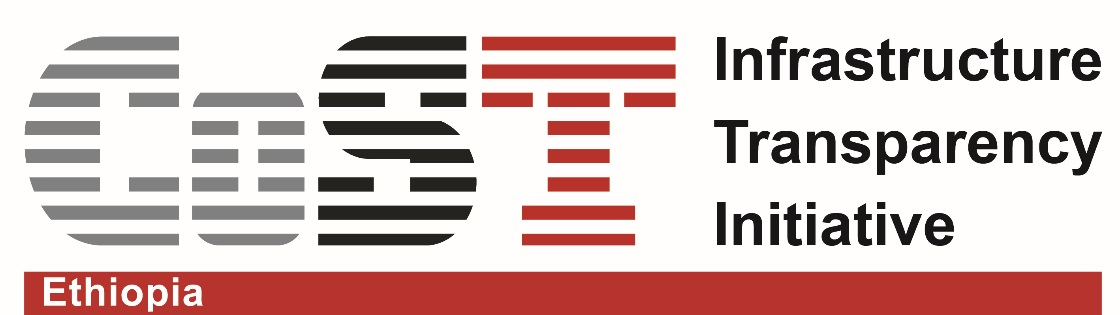 CoST
Infrastructure
Transparency
Initiative
Ethiopia